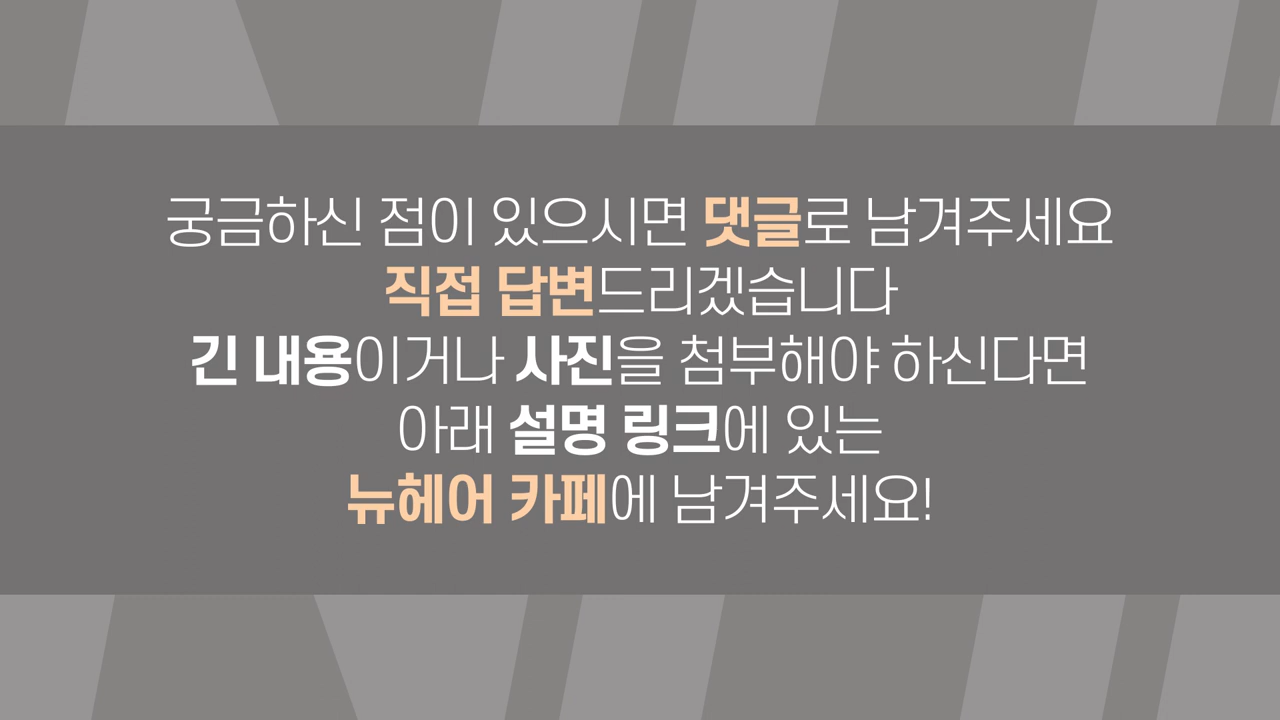 궁금하신 점이 있으시면 댓글로 남겨주세요
직접 답변드리겠습니다
긴 내용이거나 사진을 첨부해야 하신다면
아래 설명 링크에 있는
뉴헤어 카페에 남겨주세요!